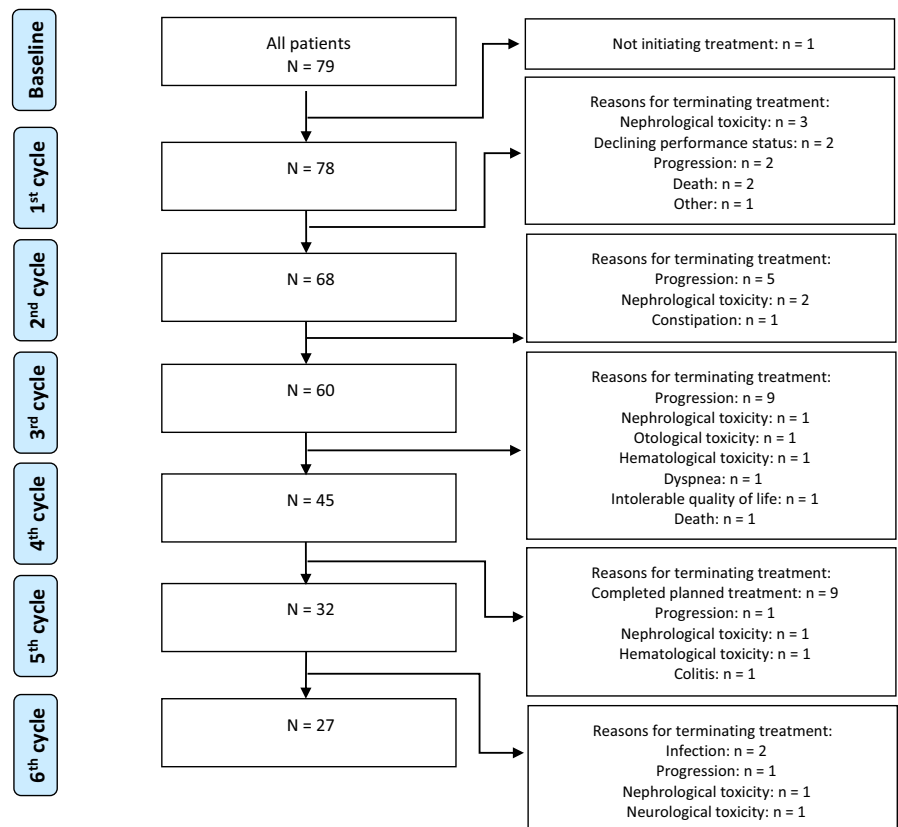 Baseline
All patients
N = 79
Not initiating treatment: n = 1
1st cycle
N = 78
Reasons for terminating treatment:
Nephrological toxicity: n = 3
Declining performance status: n = 2
Progression: n = 2
Death: n = 2
Other: n = 1
2nd cycle
N = 68
Reasons for terminating treatment:
Progression: n = 5
Nephrological toxicity: n = 2
Constipation: n = 1
3rd cycle
N = 60
Reasons for terminating treatment:
Progression: n = 9
Nephrological toxicity: n = 1
Otological toxicity: n = 1
Hematological toxicity: n = 1
Dyspnea: n = 1
Intolerable quality of life: n = 1
Death: n = 1
4th cycle
N = 45
Reasons for terminating treatment:
Completed planned treatment: n = 9
Progression: n = 1
Nephrological toxicity: n = 1
Hematological toxicity: n = 1
Colitis: n = 1
5th cycle
N = 32
Reasons for terminating treatment:
Infection: n = 2
Progression: n = 1
Nephrological toxicity: n = 1
Neurological toxicity: n = 1
6th cycle
N = 27